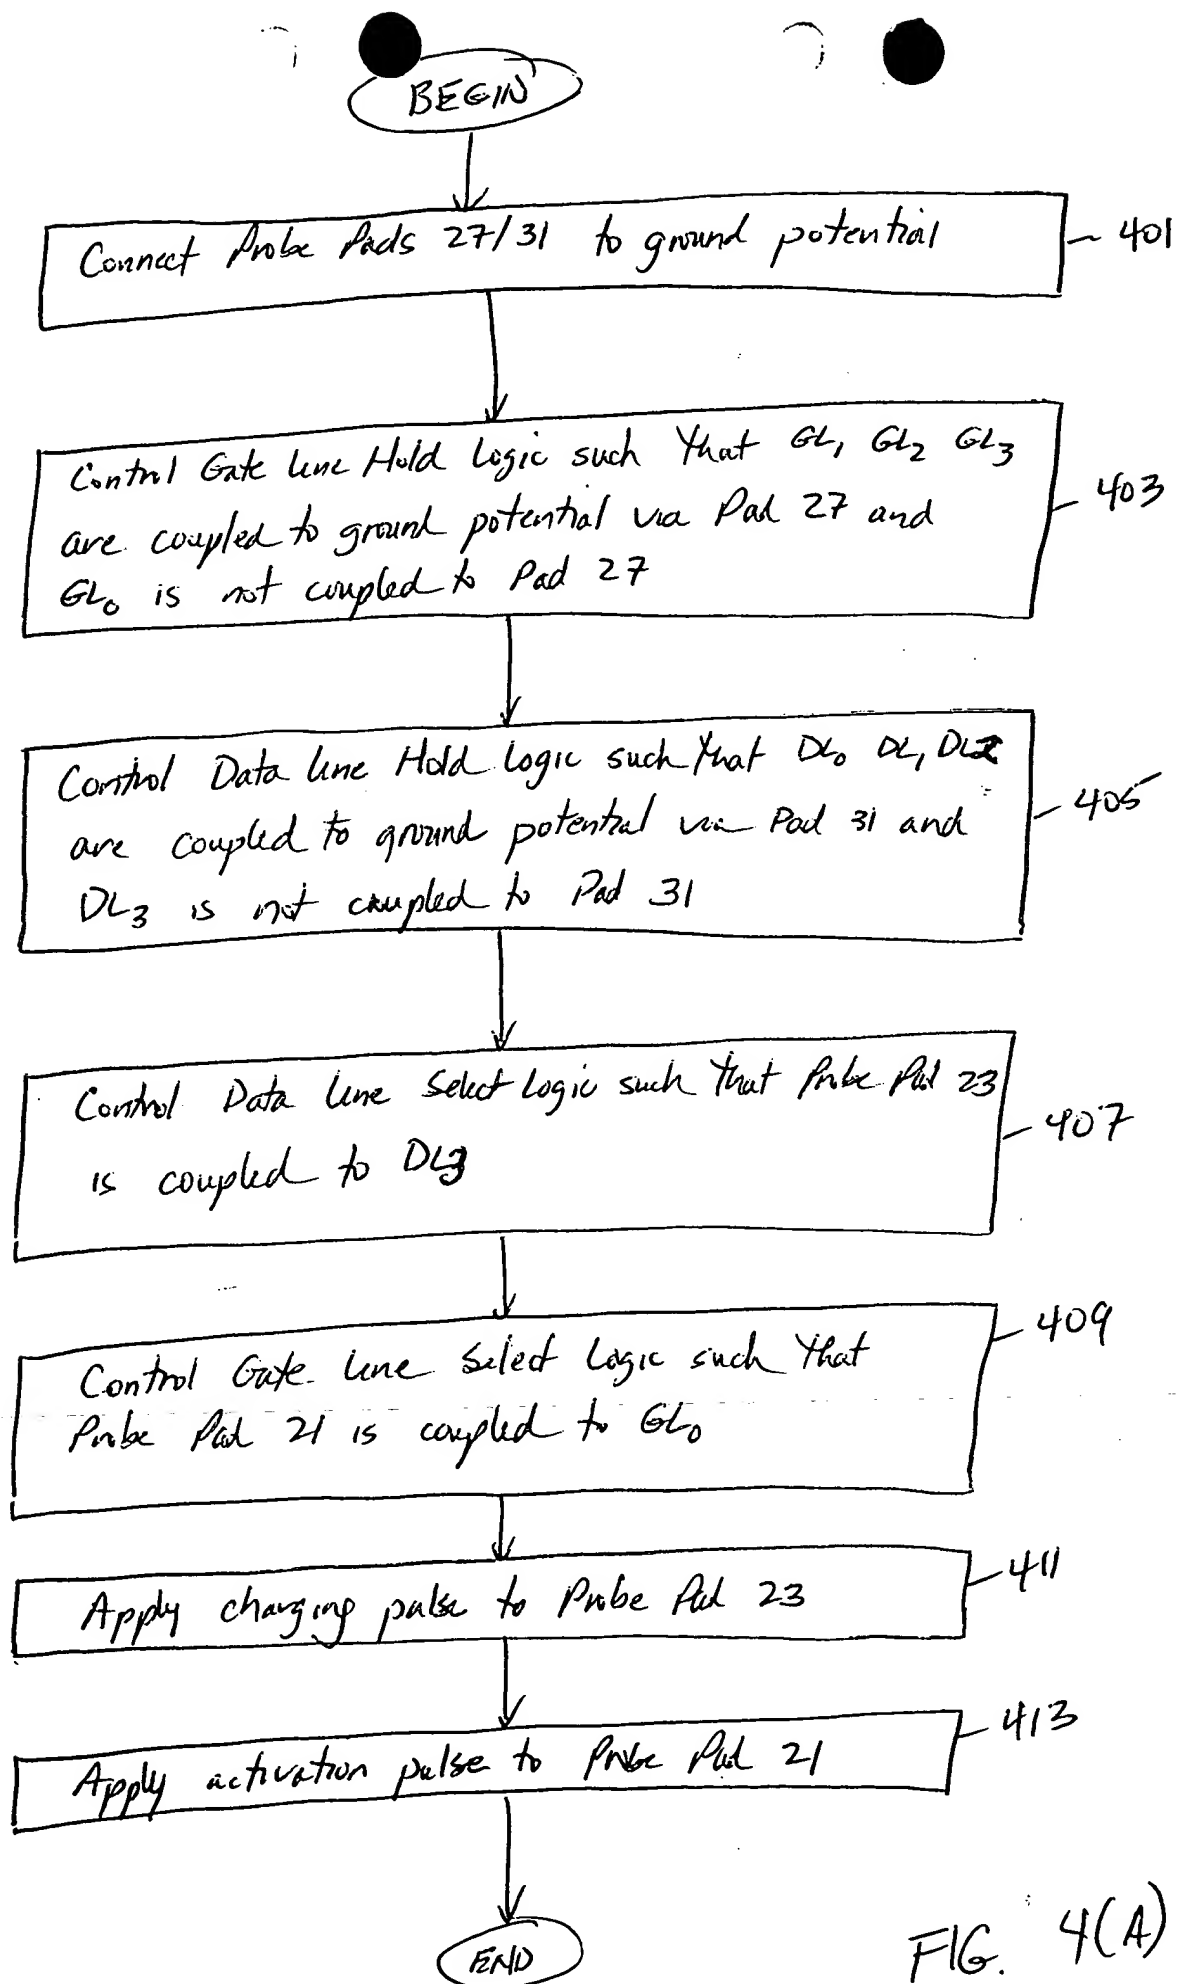 BEGIN
Connect Probe Pads 27/31 to ground potential
401
Control Gate line Hold Logic such that GL1 GL2 GL3
are coupled to ground potential via Pad 27 and
GL0 is not coupled to Pad 27
403
Control Data line Hold Logic such that DL0 DL1 DL2
are coupled to ground potential via Pad 31 and
DL3 is not coupled to Pad 31
405
Control Data line Select Logic such that Probe Pad 23
is coupled to DL3
407
Control Gate line Select Logic such that
Probe Pad 21 is coupled to GL0
409
Apply charging pulse to Probe Pad 23
411
Apply activation pulse to Probe Pad 21
413
END
FIG. 4(A)